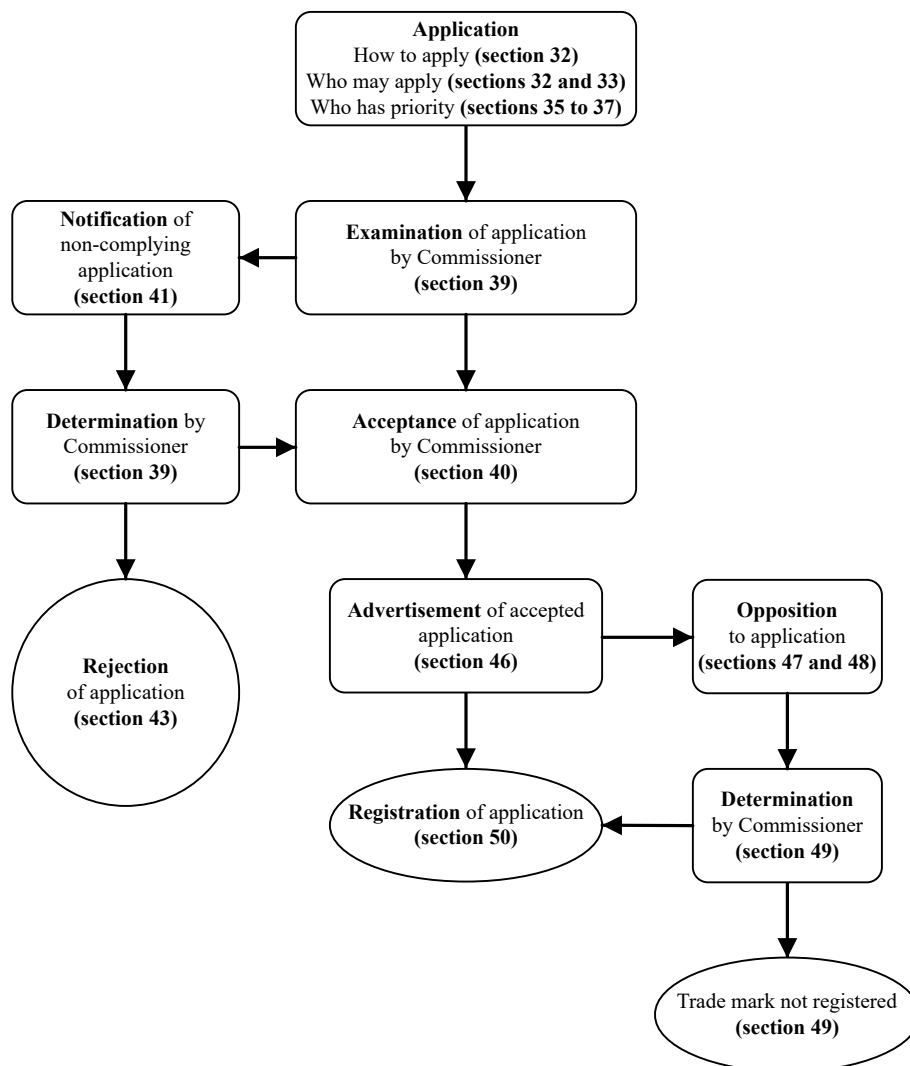 Application
How to apply (section 32)
Who may apply (sections 32 and 33)
Who has priority (sections 35 to 37)
Notification of
non-complying
application
(section 41)
Examination of application
by Commissioner
(section 39)
Determination by
Commissioner
(section 39)
Acceptance of application
by Commissioner
(section 40)
Rejection
of application
(section 43)
Advertisement of accepted
application
(section 46)
Opposition
to application
(sections 47 and 48)
Registration of application
(section 50)
Determination
by Commissioner
(section 49)
Trade mark not registered
(section 49)